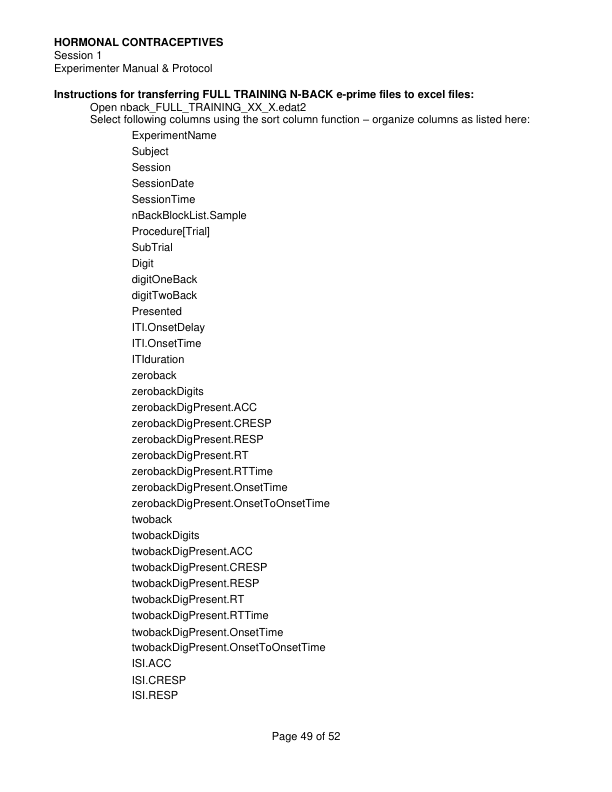 HORMONAL CONTRACEPTIVES
Session 1
Experimenter Manual & Protocol
Instructions for transferring FULL TRAINING N-BACK e-prime files to excel files:
Open nback_FULL_TRAINING_XX_X.edat2
Select following columns using the sort column function – organize columns as listed here:
ExperimentName
Subject
Session
SessionDate
SessionTime
nBackBlockList.Sample
Procedure[Trial]
SubTrial
Digit
digitOneBack
digitTwoBack
Presented
ITI.OnsetDelay
ITI.OnsetTime
ITIduration
zeroback
zerobackDigits
zerobackDigPresent.ACC
zerobackDigPresent.CRESP
zerobackDigPresent.RESP
zerobackDigPresent.RT
zerobackDigPresent.RTTime
zerobackDigPresent.OnsetTime
zerobackDigPresent.OnsetToOnsetTime
twoback
twobackDigits
twobackDigPresent.ACC
twobackDigPresent.CRESP
twobackDigPresent.RESP
twobackDigPresent.RT
twobackDigPresent.RTTime
twobackDigPresent.OnsetTime
twobackDigPresent.OnsetToOnsetTime
ISI.ACC
ISI.CRESP
ISI.RESP
Page 49 of 52